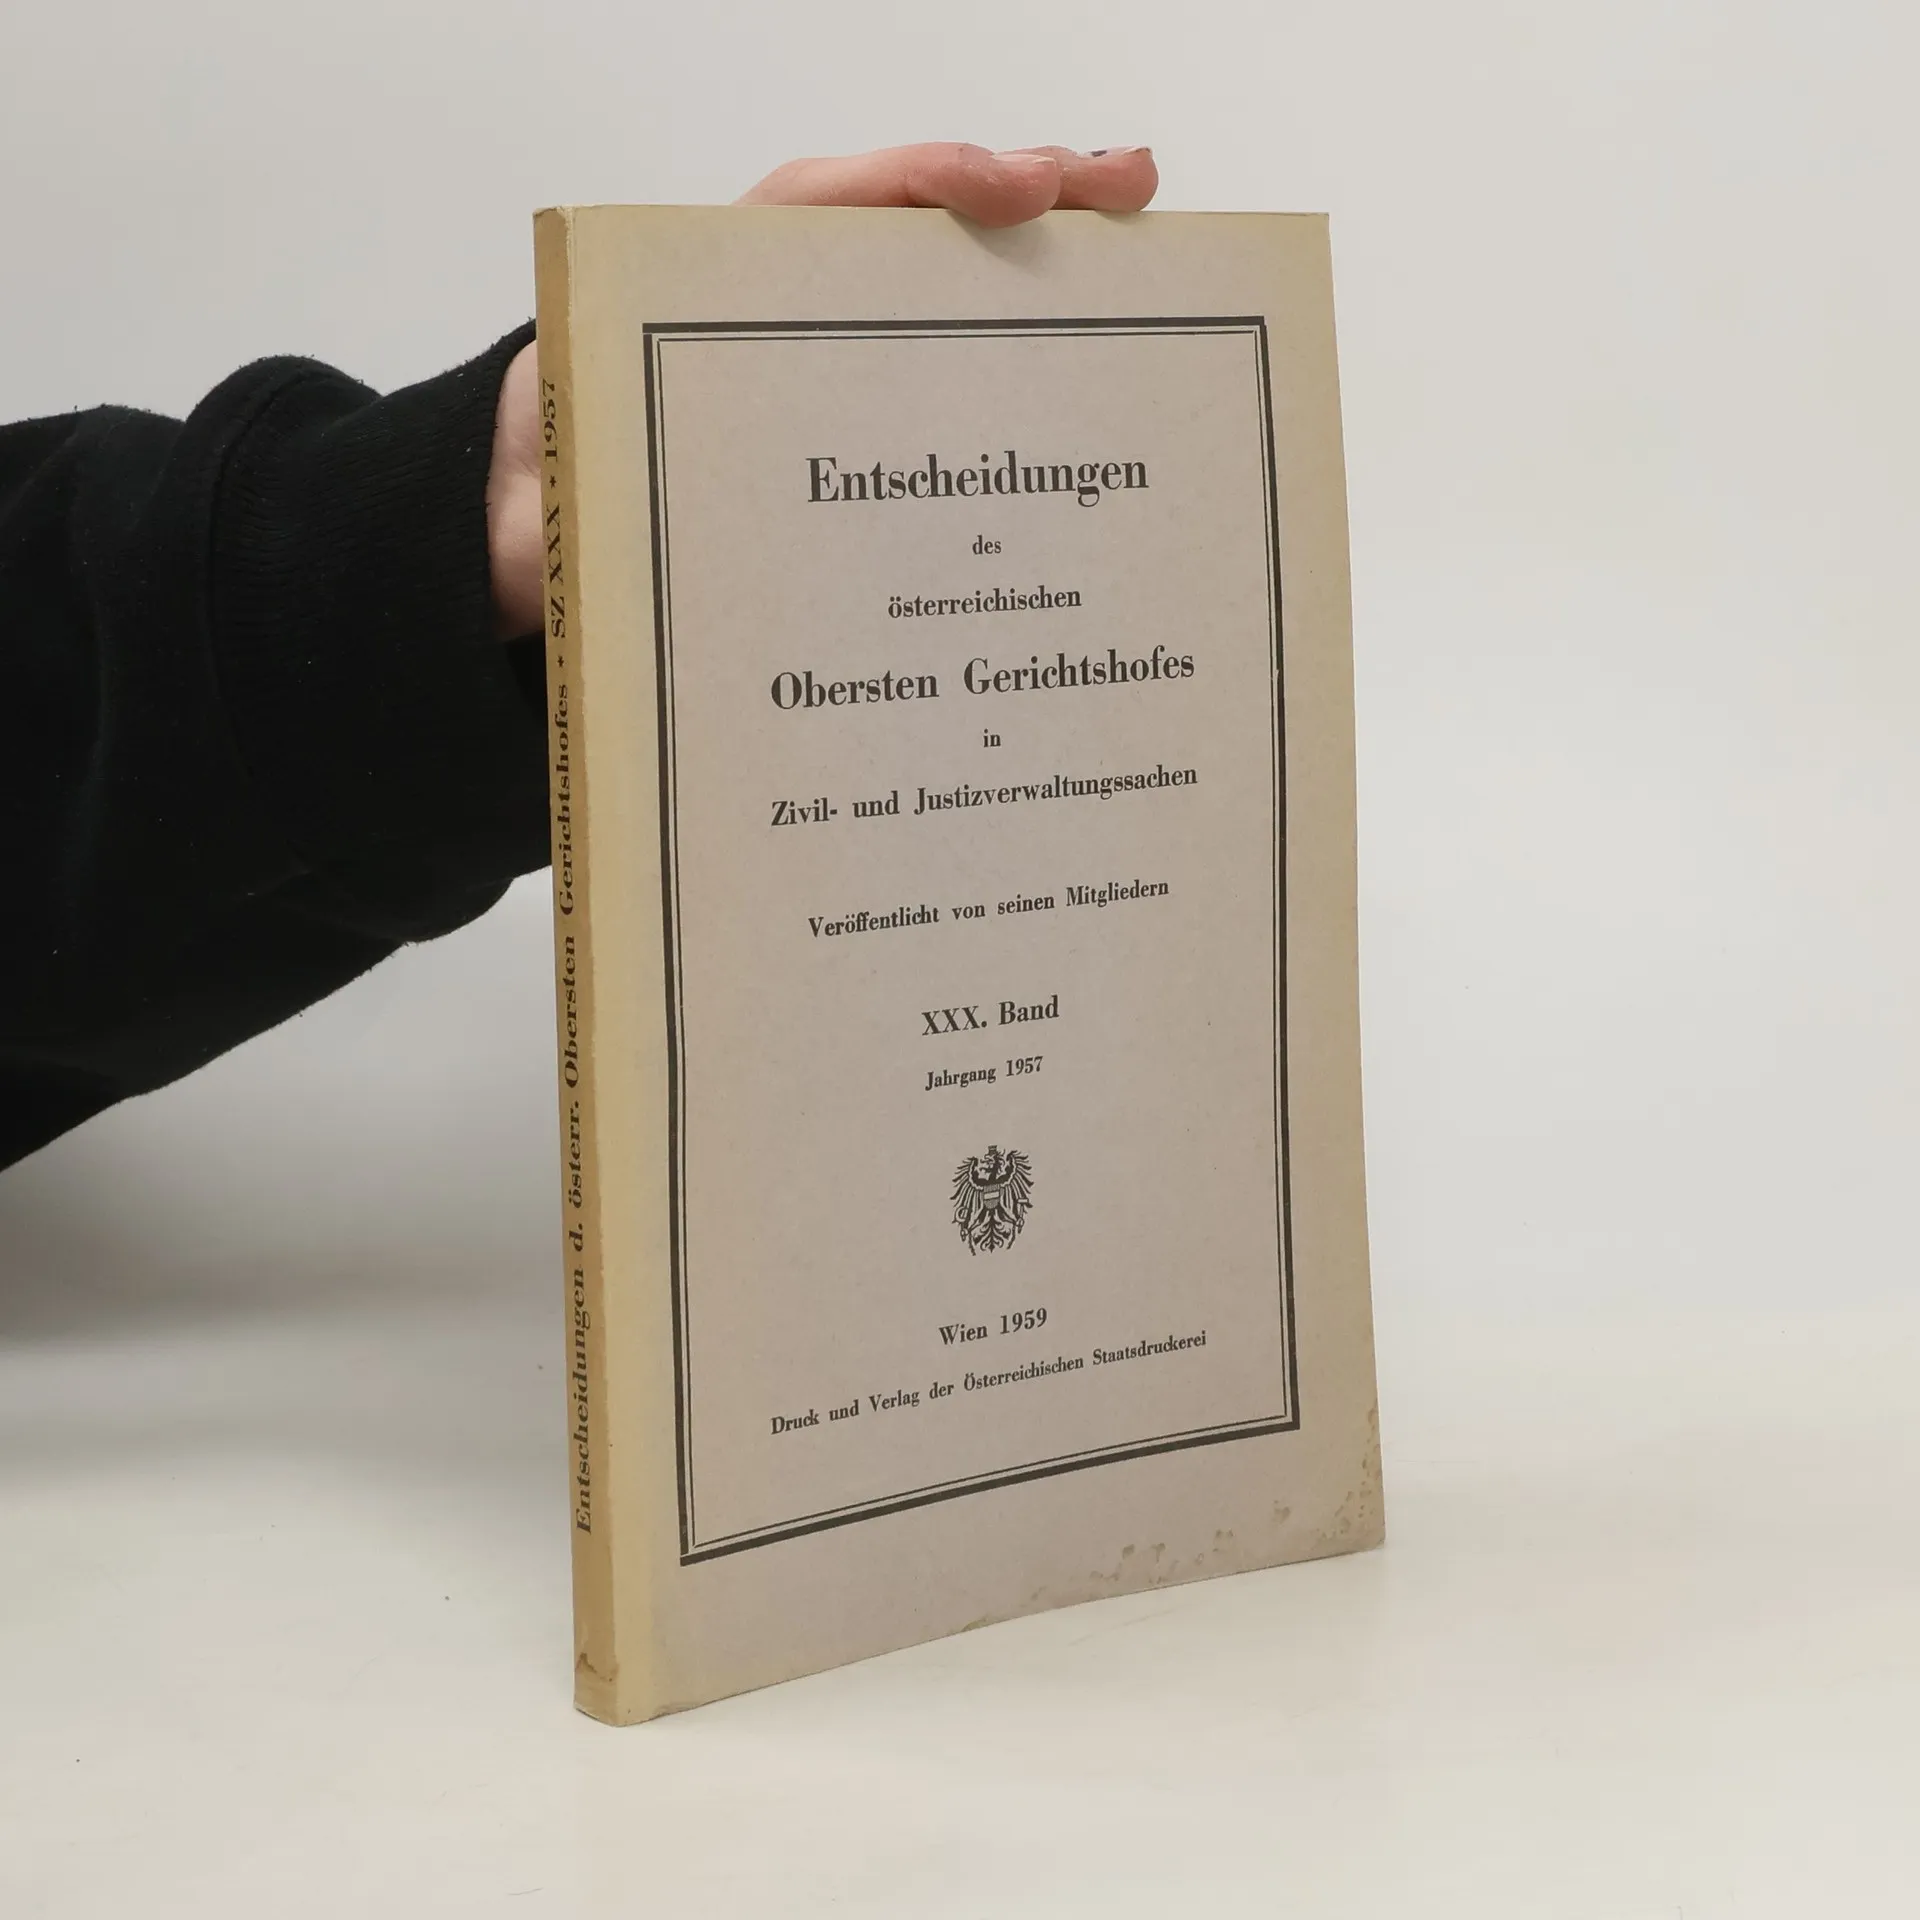 Entscheidungen
des
österreichischen
Obersten Gerichtshofes
in
Zivil- und Justizverwaltungssachen
Veröffentlicht von seinen Mitgliedern
XXX. Band
Jahrgang 1957
Wien 1959
Druck und Verlag der Österreichischen Staatsdruckerei
Entscheidungen d. österr. Obersten Gerichtshofes * SZ XXX * 1957